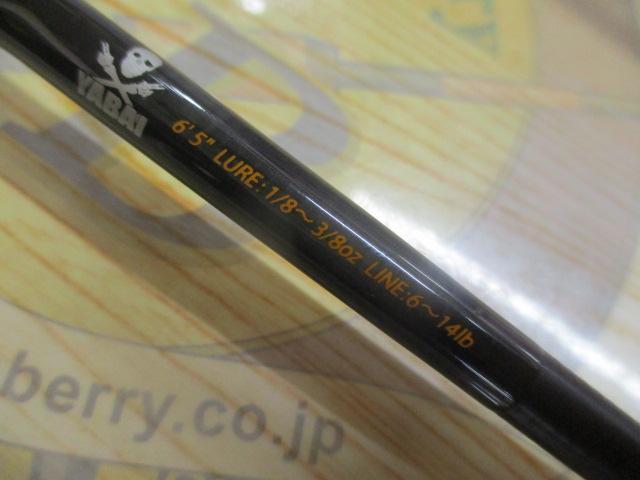 YABAI
6'5" LURE:1/8～3/8oz LINE:6～14lb
berry.co.jp